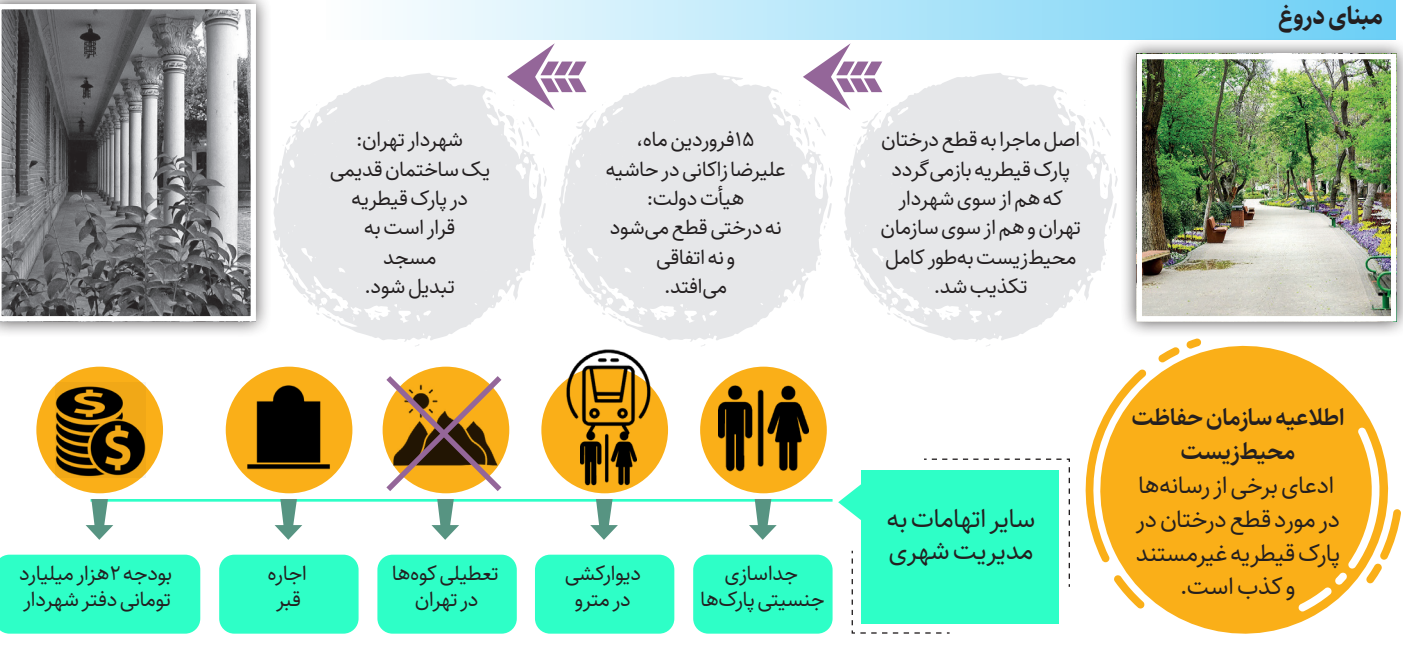 مبنای دروغ
اصل ماجرا به قطع درختان
پارک قیطریه بازمی‌گردد
که هم از سوی شهردار
تهران و هم از سوی سازمان
محیط‌زیست به‌طور کامل
تکذیب شد.
۱۵فروردین ماه،
علیرضا زاکانی در حاشیه
هیأت دولت:
نه درختی قطع می‌شود
و نه اتفاقی
می‌افتد.
شهردار تهران:
یک ساختمان قدیمی
در پارک قیطریه
قرار است به
مسجد
تبدیل شود.
اطلاعیه سازمان حفاظت
محیط‌زیست
ادعای برخی از رسانه‌ها
در مورد قطع درختان در
پارک قیطریه غیرمستند
و کذب است.
سایر اتهامات به
مدیریت شهری
جداسازی
جنسیتی پارک‌ها
دیوارکشی
در مترو
تعطیلی کوه‌ها
در تهران
اجاره
قبر
بودجه ۲هزار میلیارد
تومانی دفتر شهردار